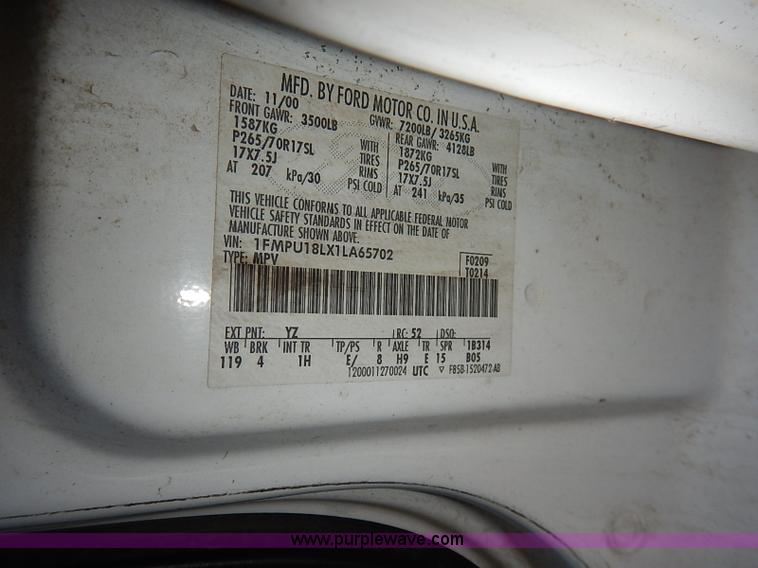 MFD. BY FORD MOTOR CO. IN U.S.A.
DATE: 11/00 GVWR: 7200LB/ 3265KG
FRONT GAWR: 3500LB REAR GAWR: 4128LB
1587KG WITH 1872KG WITH
P265/70R17SL TIRES P265/70R17SL TIRES
17X7.5J RIMS 17X7.5J RIMS
AT 207 kPa/30 PSI COLD AT 241 kPa/35 PSI COLD
THIS VEHICLE CONFORMS TO ALL APPLICABLE FEDERAL MOTOR
VEHICLE SAFETY STANDARDS IN EFFECT ON THE DATE OF
MANUFACTURE SHOWN ABOVE.
VIN: 1FMPU18LX1LA65702 F0209
TYPE: MPV T0214
EXT PNT: YZ RC: 52 DSO:
WB BRK INT TR TP/PS R AXLE TR SPR 1B314
119 4 1H E/ 8 H9 E 15 B05
1200011270024 UTC ▽ F85B-1520472-AB
www.purplewave.com